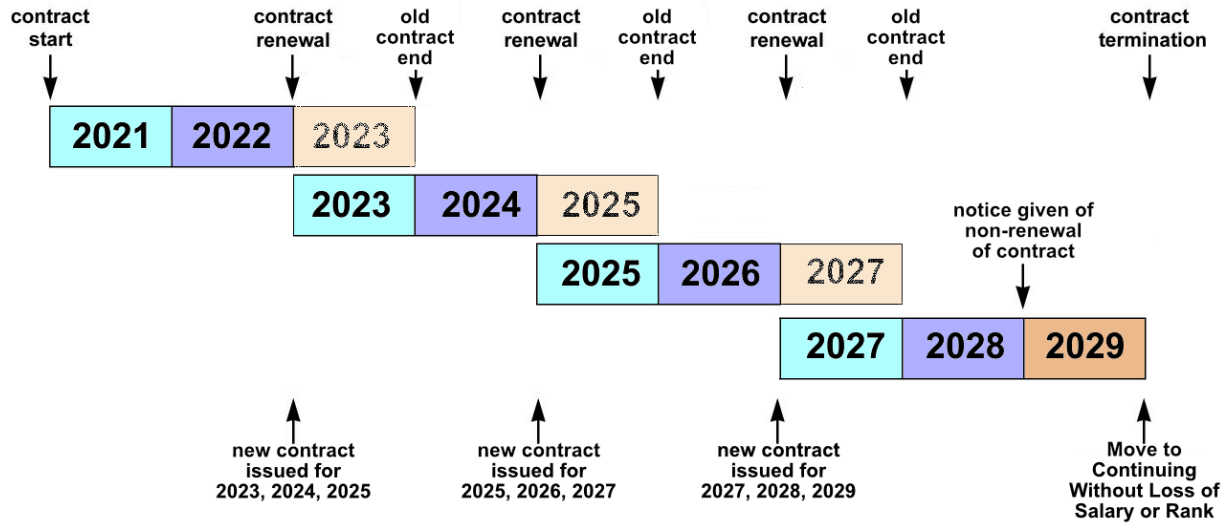 contract
start
contract
renewal
old
contract
end
contract
renewal
old
contract
end
contract
renewal
old
contract
end
contract
termination
2021 2022 2023
2023 2024 2025
notice given of
non-renewal
of contract
2025 2026 2027
2027 2028 2029
new contract
issued for
2023, 2024, 2025
new contract
issued for
2025, 2026, 2027
new contract
issued for
2027, 2028, 2029
Move to
Continuing
Without Loss of
Salary or Rank